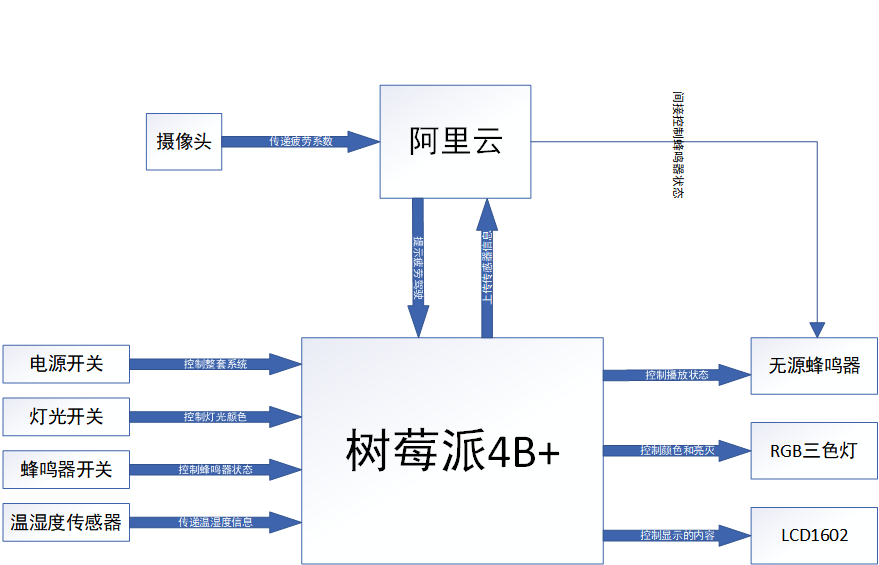 间接控制蜂鸣器状态
阿里云
摄像头
传递疲劳系数
提示疲劳驾驶
上传传感器信息
电源开关
控制整套系统
无源蜂鸣器
控制播放状态
灯光开关
控制灯光颜色
树莓派4B+
控制颜色和亮灭
RGB三色灯
蜂鸣器开关
控制蜂鸣器状态
温湿度传感器
传递温湿度信息
控制显示的内容
LCD1602